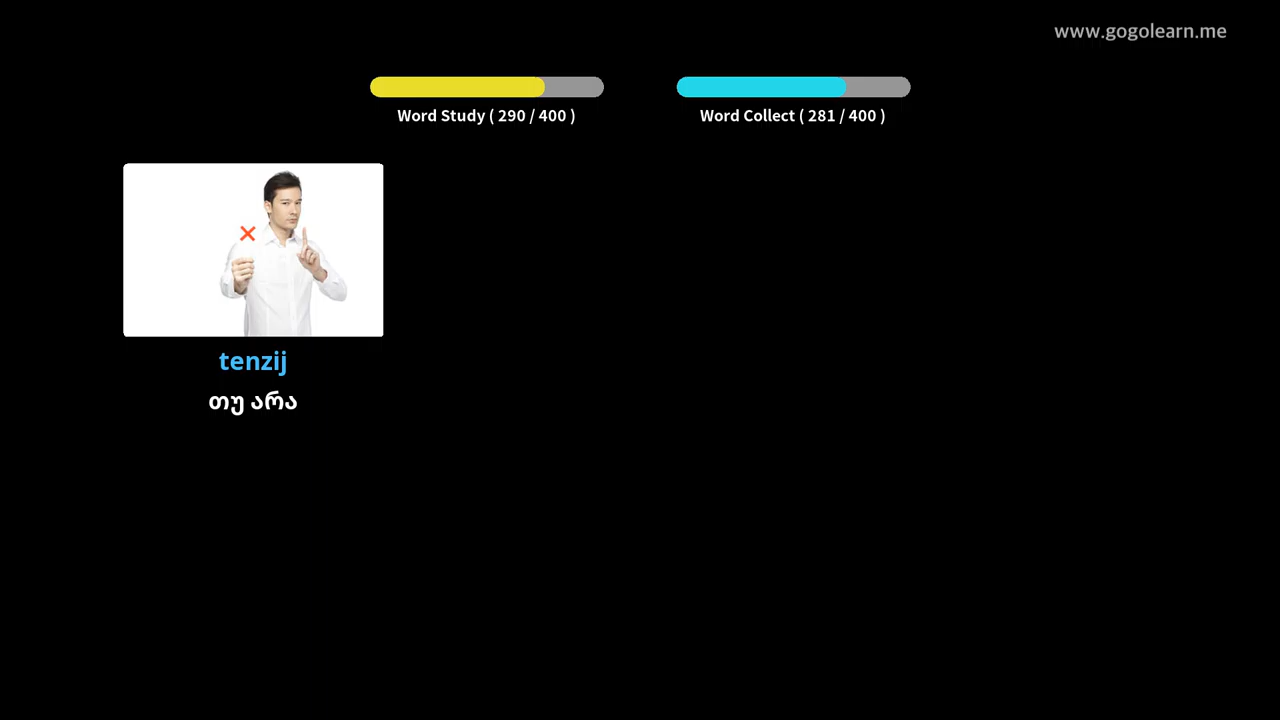 www.gogolearn.me
Word Study ( 290 / 400 )
Word Collect ( 281 / 400 )
tenzij
თუ არა